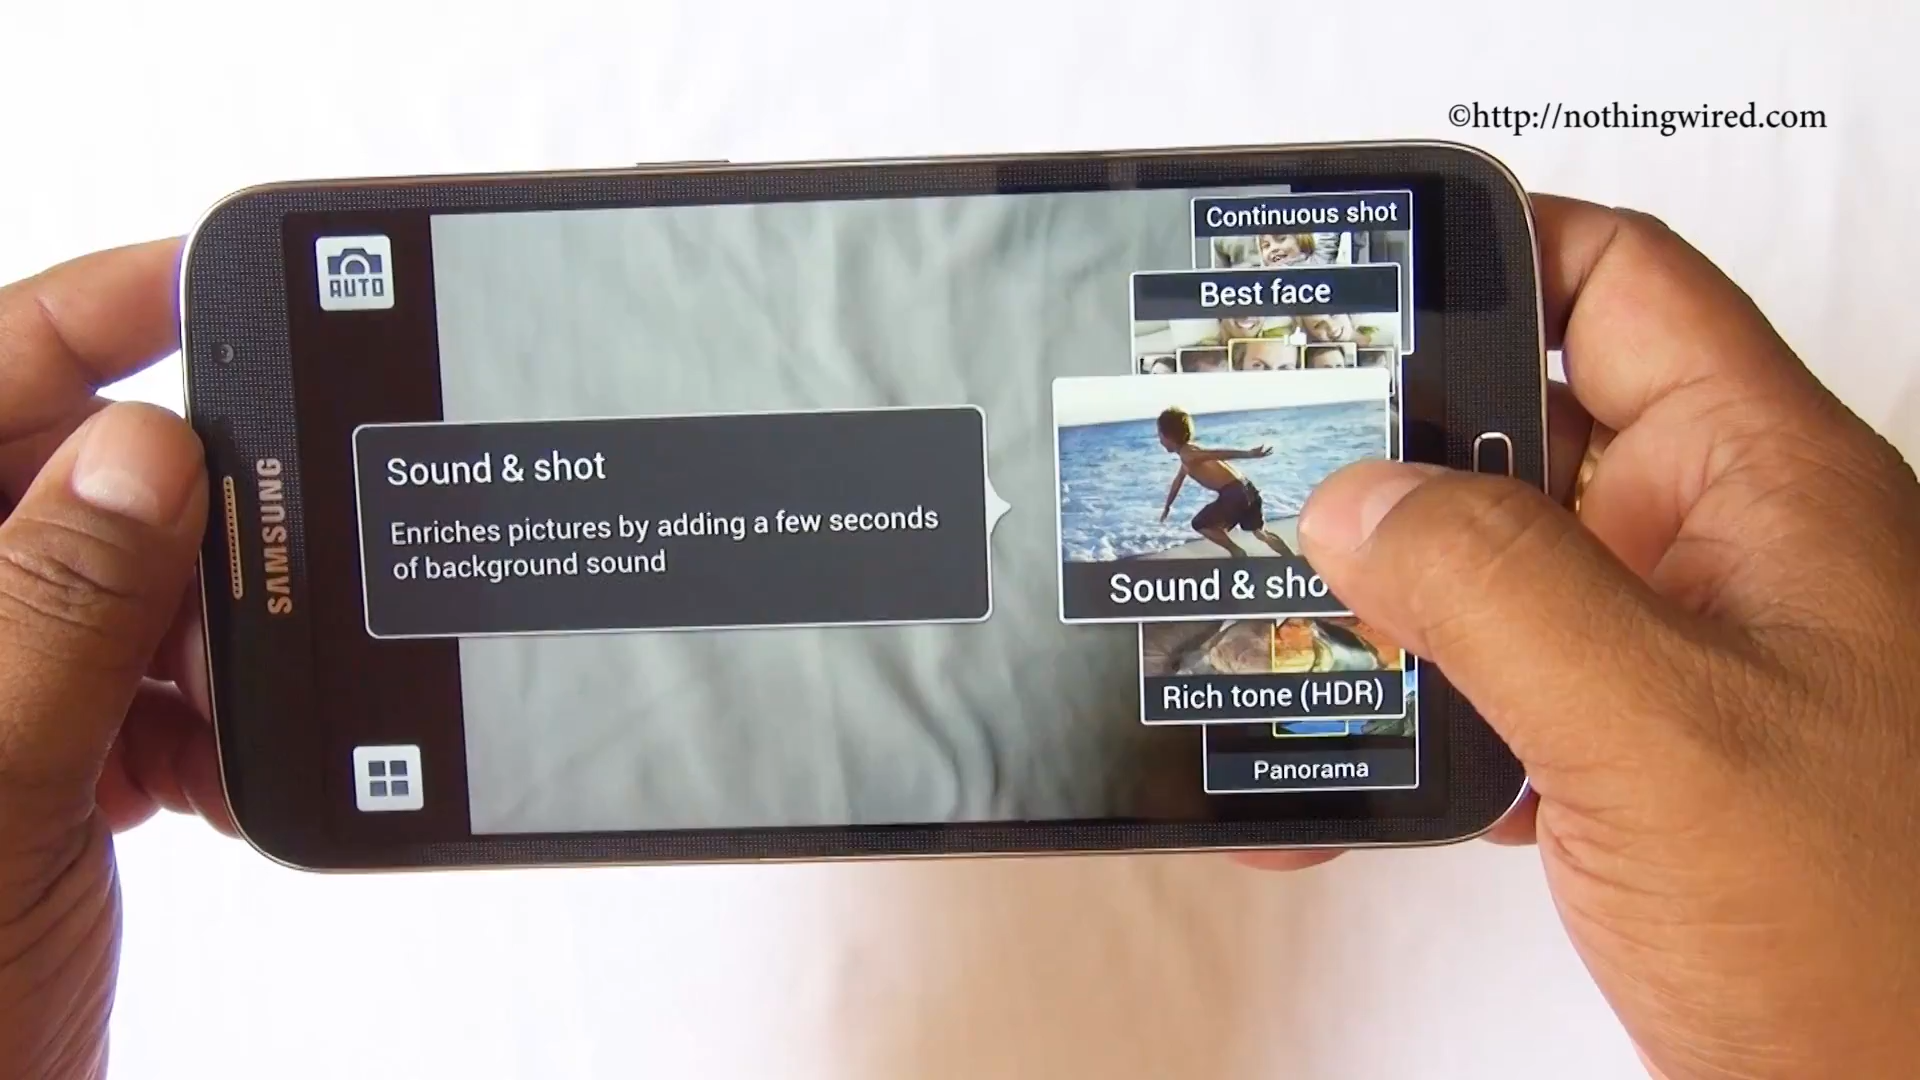 ©http://nothingwired.com
Continuous shot
AUTO
Best face
SAMSUNG
Sound & shot
Enriches pictures by adding a few seconds
of background sound
Sound & sho
Rich tone (HDR)
Panorama